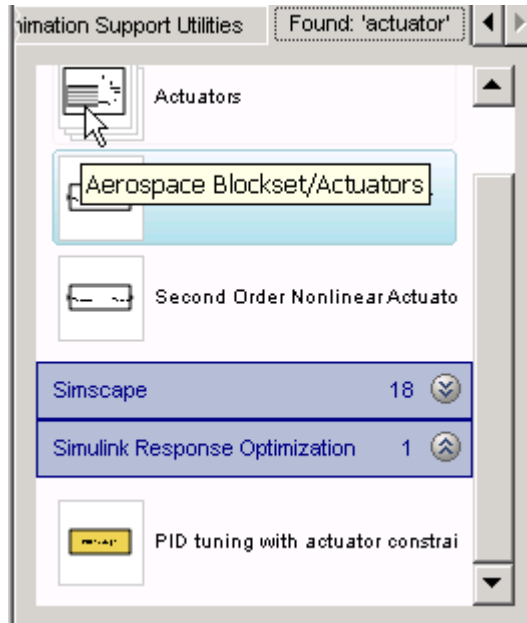 imation Support Utilities
Found: 'actuator'
Actuators
Aerospace Blockset/Actuators
Second Order Nonlinear Actuato
Simscape 18
Simulink Response Optimization 1
PID tuning with actuator constrai